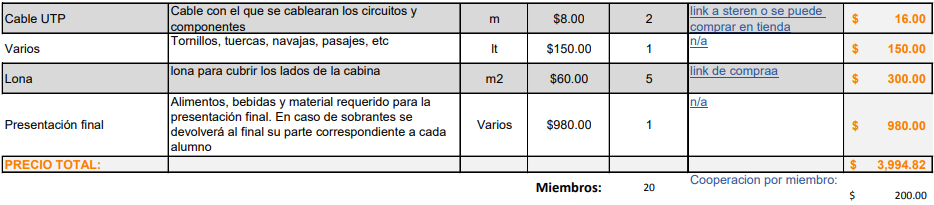 Cable UTP Cable con el que se cablearan los circuitos y componentes m $8.00 2 link a steren o se puede comprar en tienda $ 16.00
Varios Tornillos, tuercas, navajas, pasajes, etc lt $150.00 1 n/a $ 150.00
Lona lona para cubrir los lados de la cabina m2 $60.00 5 link de compraa $ 300.00
Presentación final Alimentos, bebidas y material requerido para la presentación final. En caso de sobrantes se devolverá al final su parte correspondiente a cada alumno Varios $980.00 1 n/a $ 980.00
PRECIO TOTAL: $ 3,994.82
Miembros: 20 Cooperacion por miembro: $ 200.00